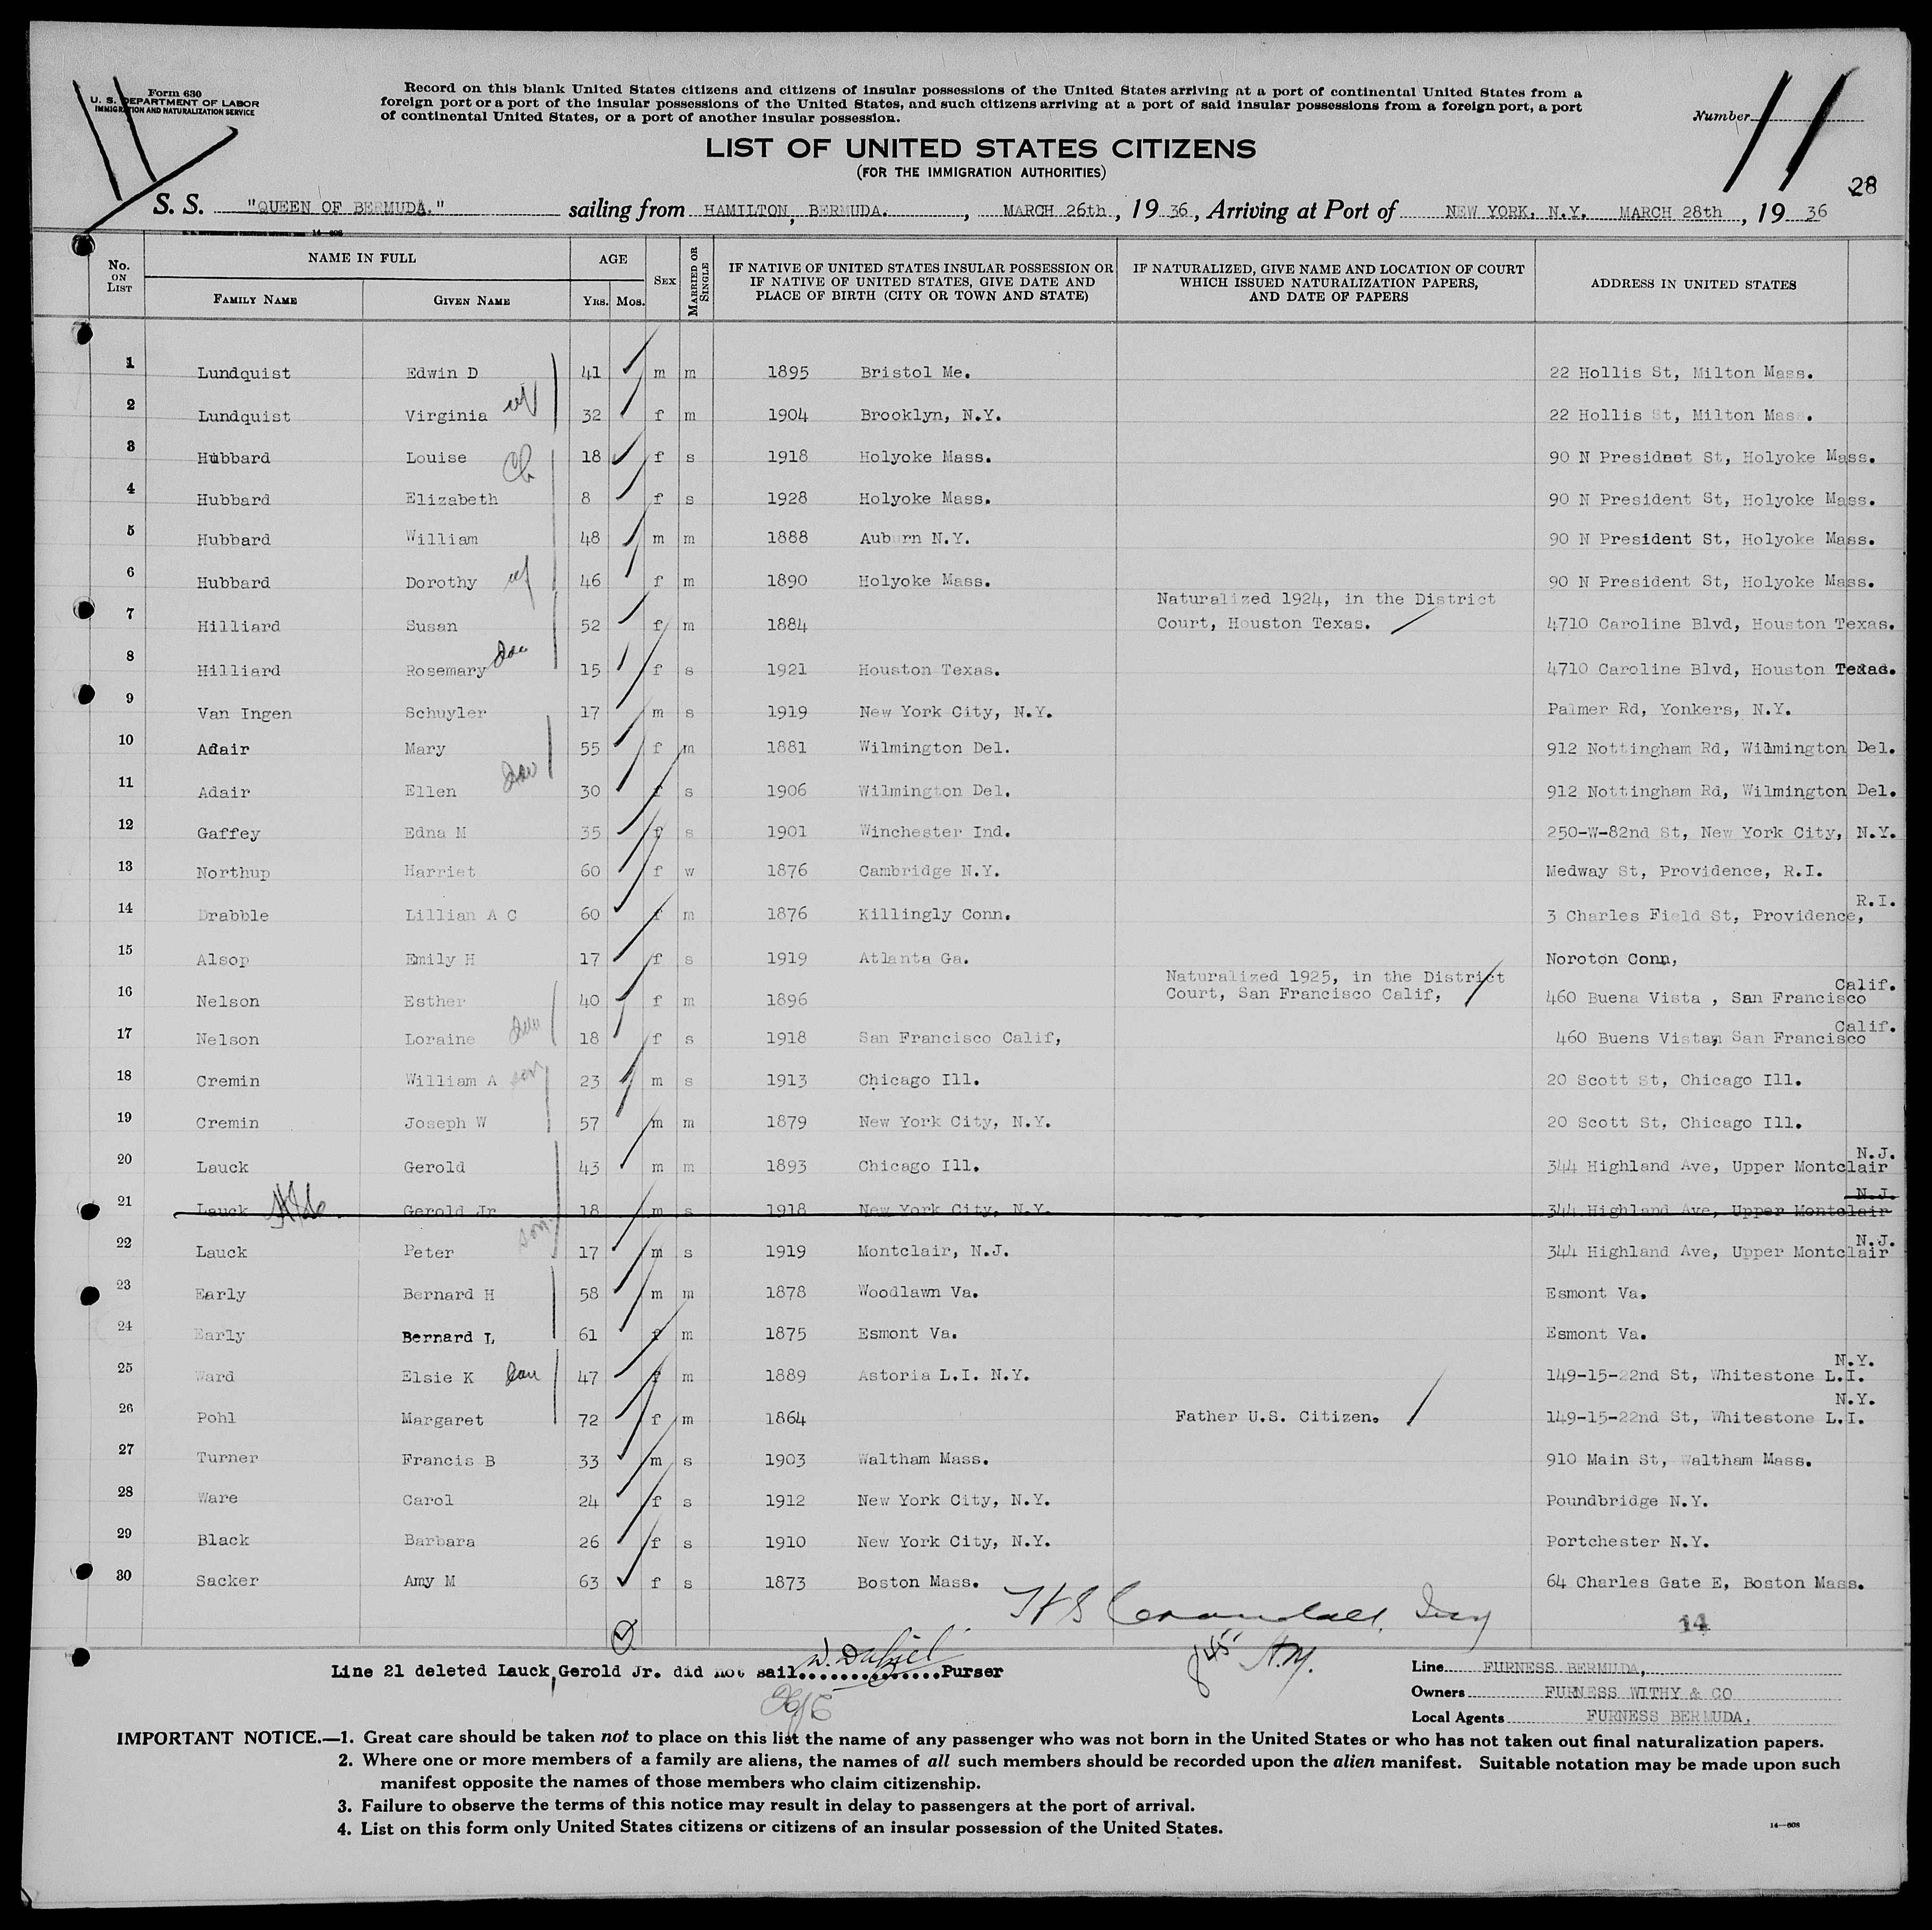 Form 630
U. S. DEPARTMENT OF LABOR
IMMIGRATION AND NATURALIZATION SERVICE
Record on this blank United States citizens and citizens of insular possessions of the United States arriving at a port of continental United States from a
foreign port or a port of the insular possessions of the United States, and such citizens arriving at a port of said insular possessions from a foreign port, a port
of continental United States, or a port of another insular possession.
Number 11
28
LIST OF UNITED STATES CITIZENS
(FOR THE IMMIGRATION AUTHORITIES)
S. S. "QUEEN OF BERMUDA." sailing from HAMILTON, BERMUDA. , MARCH 26th , 19 36 , Arriving at Port of NEW YORK. N.Y. MARCH 28th , 19 36
No. ON LIST NAME IN FULL FAMILY NAME GIVEN NAME AGE YRS. MOS. SEX MARRIED OR SINGLE IF NATIVE OF UNITED STATES INSULAR POSSESSION OR IF NATIVE OF UNITED STATES, GIVE DATE AND PLACE OF BIRTH (CITY OR TOWN AND STATE) IF NATURALIZED, GIVE NAME AND LOCATION OF COURT WHICH ISSUED NATURALIZATION PAPERS, AND DATE OF PAPERS ADDRESS IN UNITED STATES
1 Lundquist Edwin D 41 m m 1895 Bristol Me. 22 Hollis St, Milton Mass.
2 Lundquist Virginia wf 32 f m 1904 Brooklyn, N.Y. 22 Hollis St, Milton Mass.
3 Hubbard Louise Ch 18 f s 1918 Holyoke Mass. 90 N Presidnet St, Holyoke Mass.
4 Hubbard Elizabeth 8 f s 1928 Holyoke Mass. 90 N President St, Holyoke Mass.
5 Hubbard William 48 m m 1888 Auburn N.Y. 90 N President St, Holyoke Mass.
6 Hubbard Dorothy wf 46 f m 1890 Holyoke Mass. 90 N President St, Holyoke Mass.
7 Hilliard Susan 52 f m 1884 Naturalized 1924, in the District Court, Houston Texas. 4710 Caroline Blvd, Houston Texas.
8 Hilliard Rosemary dau 15 f s 1921 Houston Texas. 4710 Caroline Blvd, Houston Texas.
9 Van Ingen Schuyler 17 m s 1919 New York City, N.Y. Palmer Rd, Yonkers, N.Y.
10 Adair Mary 55 f m 1881 Wilmington Del. 912 Nottingham Rd, Wilmington Del.
11 Adair Ellen dau 30 f s 1906 Wilmington Del. 912 Nottingham Rd, Wilmington Del.
12 Gaffey Edna M 35 f s 1901 Winchester Ind. 250-W-82nd St, New York City, N.Y.
13 Northup Harriet 60 f w 1876 Cambridge N.Y. Medway St, Providence, R.I.
14 Drabble Lillian A C 60 f m 1876 Killingly Conn. 3 Charles Field St, Providence, R.I.
15 Alsop Emily H 17 f s 1919 Atlanta Ga. Noroton Conn,
16 Nelson Esther 40 f m 1896 Naturalized 1925, in the District Court, San Francisco Calif, 460 Buena Vista , San Francisco Calif.
17 Nelson Loraine dau 18 f s 1918 San Francisco Calif, 460 Buens Vista, San Francisco Calif.
18 Cremin William A son 23 m s 1913 Chicago Ill. 20 Scott St, Chicago Ill.
19 Cremin Joseph W 57 m m 1879 New York City, N.Y. 20 Scott St, Chicago Ill.
20 Lauck Gerold 43 m m 1893 Chicago Ill. 344 Highland Ave, Upper Montclair N.J.
21 Lauck Gerold Jr 18 m s 1918 New York City, N.Y. 344 Highland Ave, Upper Montclair N.J.
22 Lauck Peter son 17 m s 1919 Montclair, N.J. 344 Highland Ave, Upper Montclair N.J.
23 Early Bernard H 58 m m 1878 Woodlawn Va. Esmont Va.
24 Early Bernard L 61 f m 1875 Esmont Va. Esmont Va.
25 Ward Elsie K dau 47 f m 1889 Astoria L.I. N.Y. 149-15-22nd St, Whitestone L.I. N.Y.
26 Pohl Margaret 72 f m 1864 Father U.S. Citizen. 149-15-22nd St, Whitestone L.I. N.Y.
27 Turner Francis B 33 m s 1903 Waltham Mass. 910 Main St, Waltham Mass.
28 Ware Carol 24 f s 1912 New York City, N.Y. Poundbridge N.Y.
29 Black Barbara 26 f s 1910 New York City, N.Y. Portchester N.Y.
30 Sacker Amy M 63 f s 1873 Boston Mass. 64 Charles Gate E, Boston Mass.
14
Line 21 deleted Lauck, Gerold Jr. did not sail...............Purser
Line FURNESS BERMUDA,
Owners FURNESS WITHY & CO
Local Agents FURNESS BERMUDA.
IMPORTANT NOTICE.—1. Great care should be taken not to place on this list the name of any passenger who was not born in the United States or who has not taken out final naturalization papers.
2. Where one or more members of a family are aliens, the names of all such members should be recorded upon the alien manifest. Suitable notation may be made upon such
manifest opposite the names of those members who claim citizenship.
3. Failure to observe the terms of this notice may result in delay to passengers at the port of arrival.
4. List on this form only United States citizens or citizens of an insular possession of the United States.
14—608